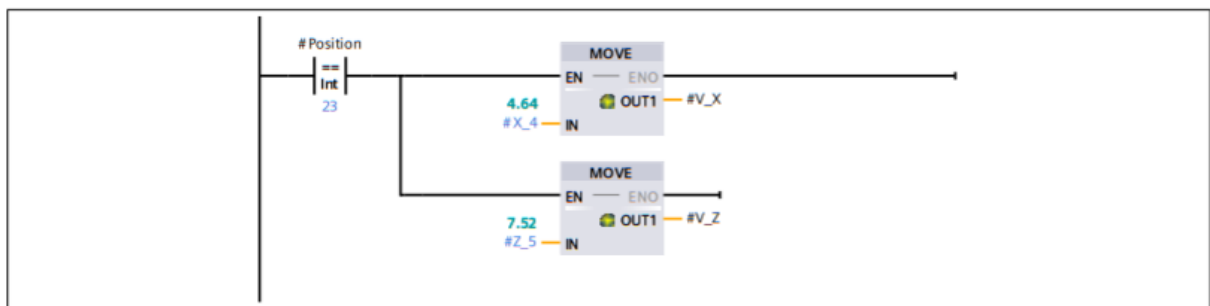 #Position
==
Int
23
MOVE
EN ENO
4.64
OUT1 #V_X
#X_4 IN
MOVE
EN ENO
7.52
OUT1 #V_Z
#Z_5 IN